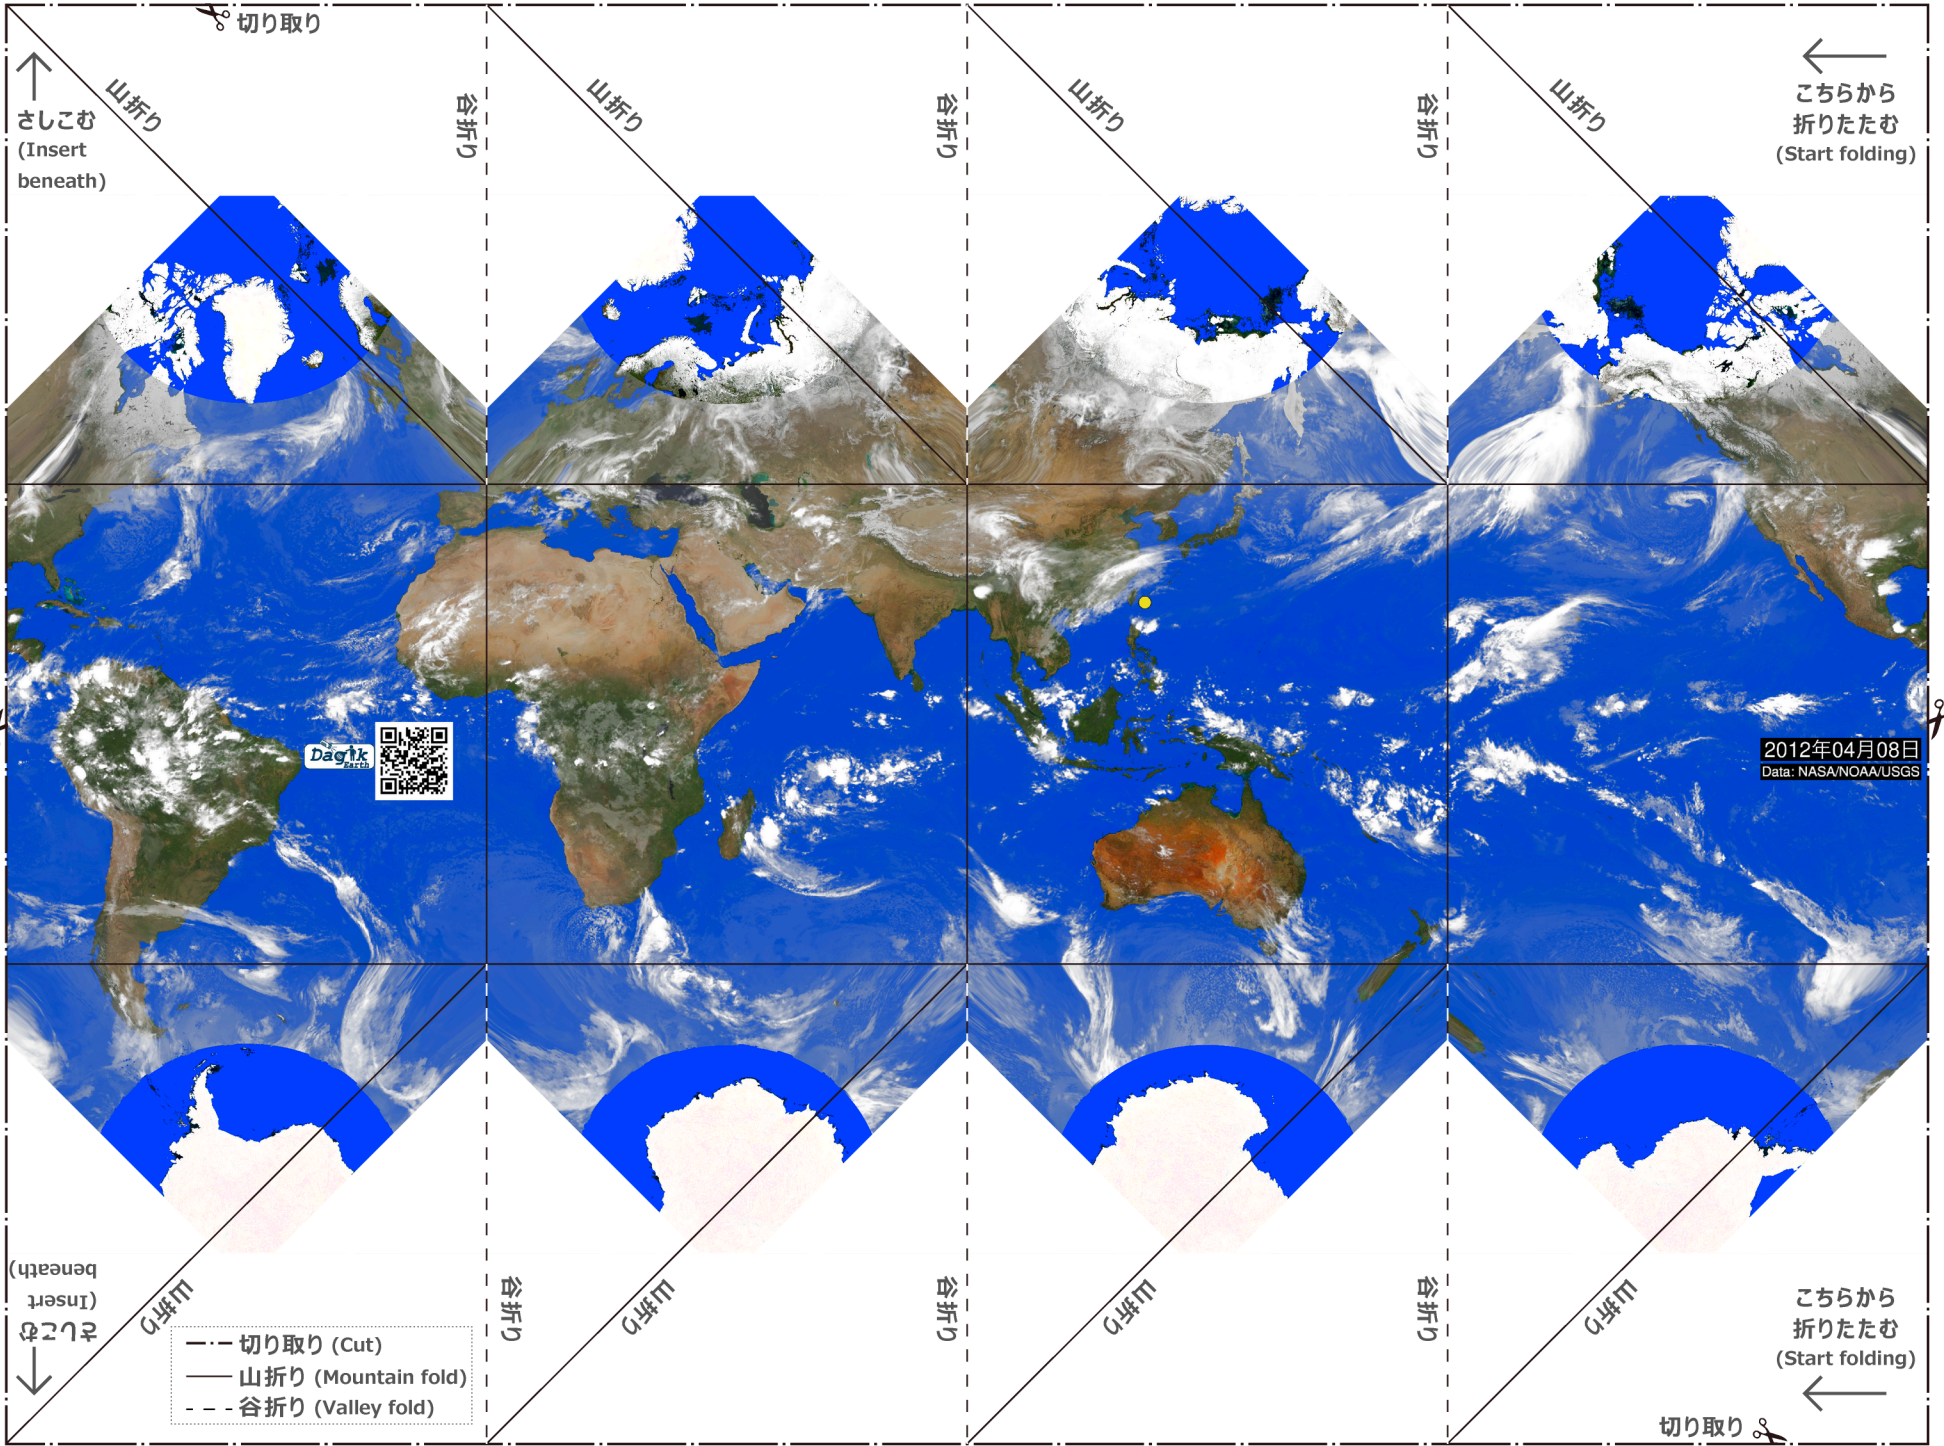 切り取り
山折り
谷折り
山折り
谷折り
山折り
谷折り
山折り
さしこむ
(Insert
beneath)
こちらから
折りたたむ
(Start folding)
Dagik
Earth
2012年04月08日
Data: NASA/NOAA/USGS
さしこむ
(Insert
beneath)
山折り
谷折り
山折り
谷折り
山折り
谷折り
山折り
こちらから
折りたたむ
(Start folding)
切り取り (Cut)
山折り (Mountain fold)
谷折り (Valley fold)
切り取り